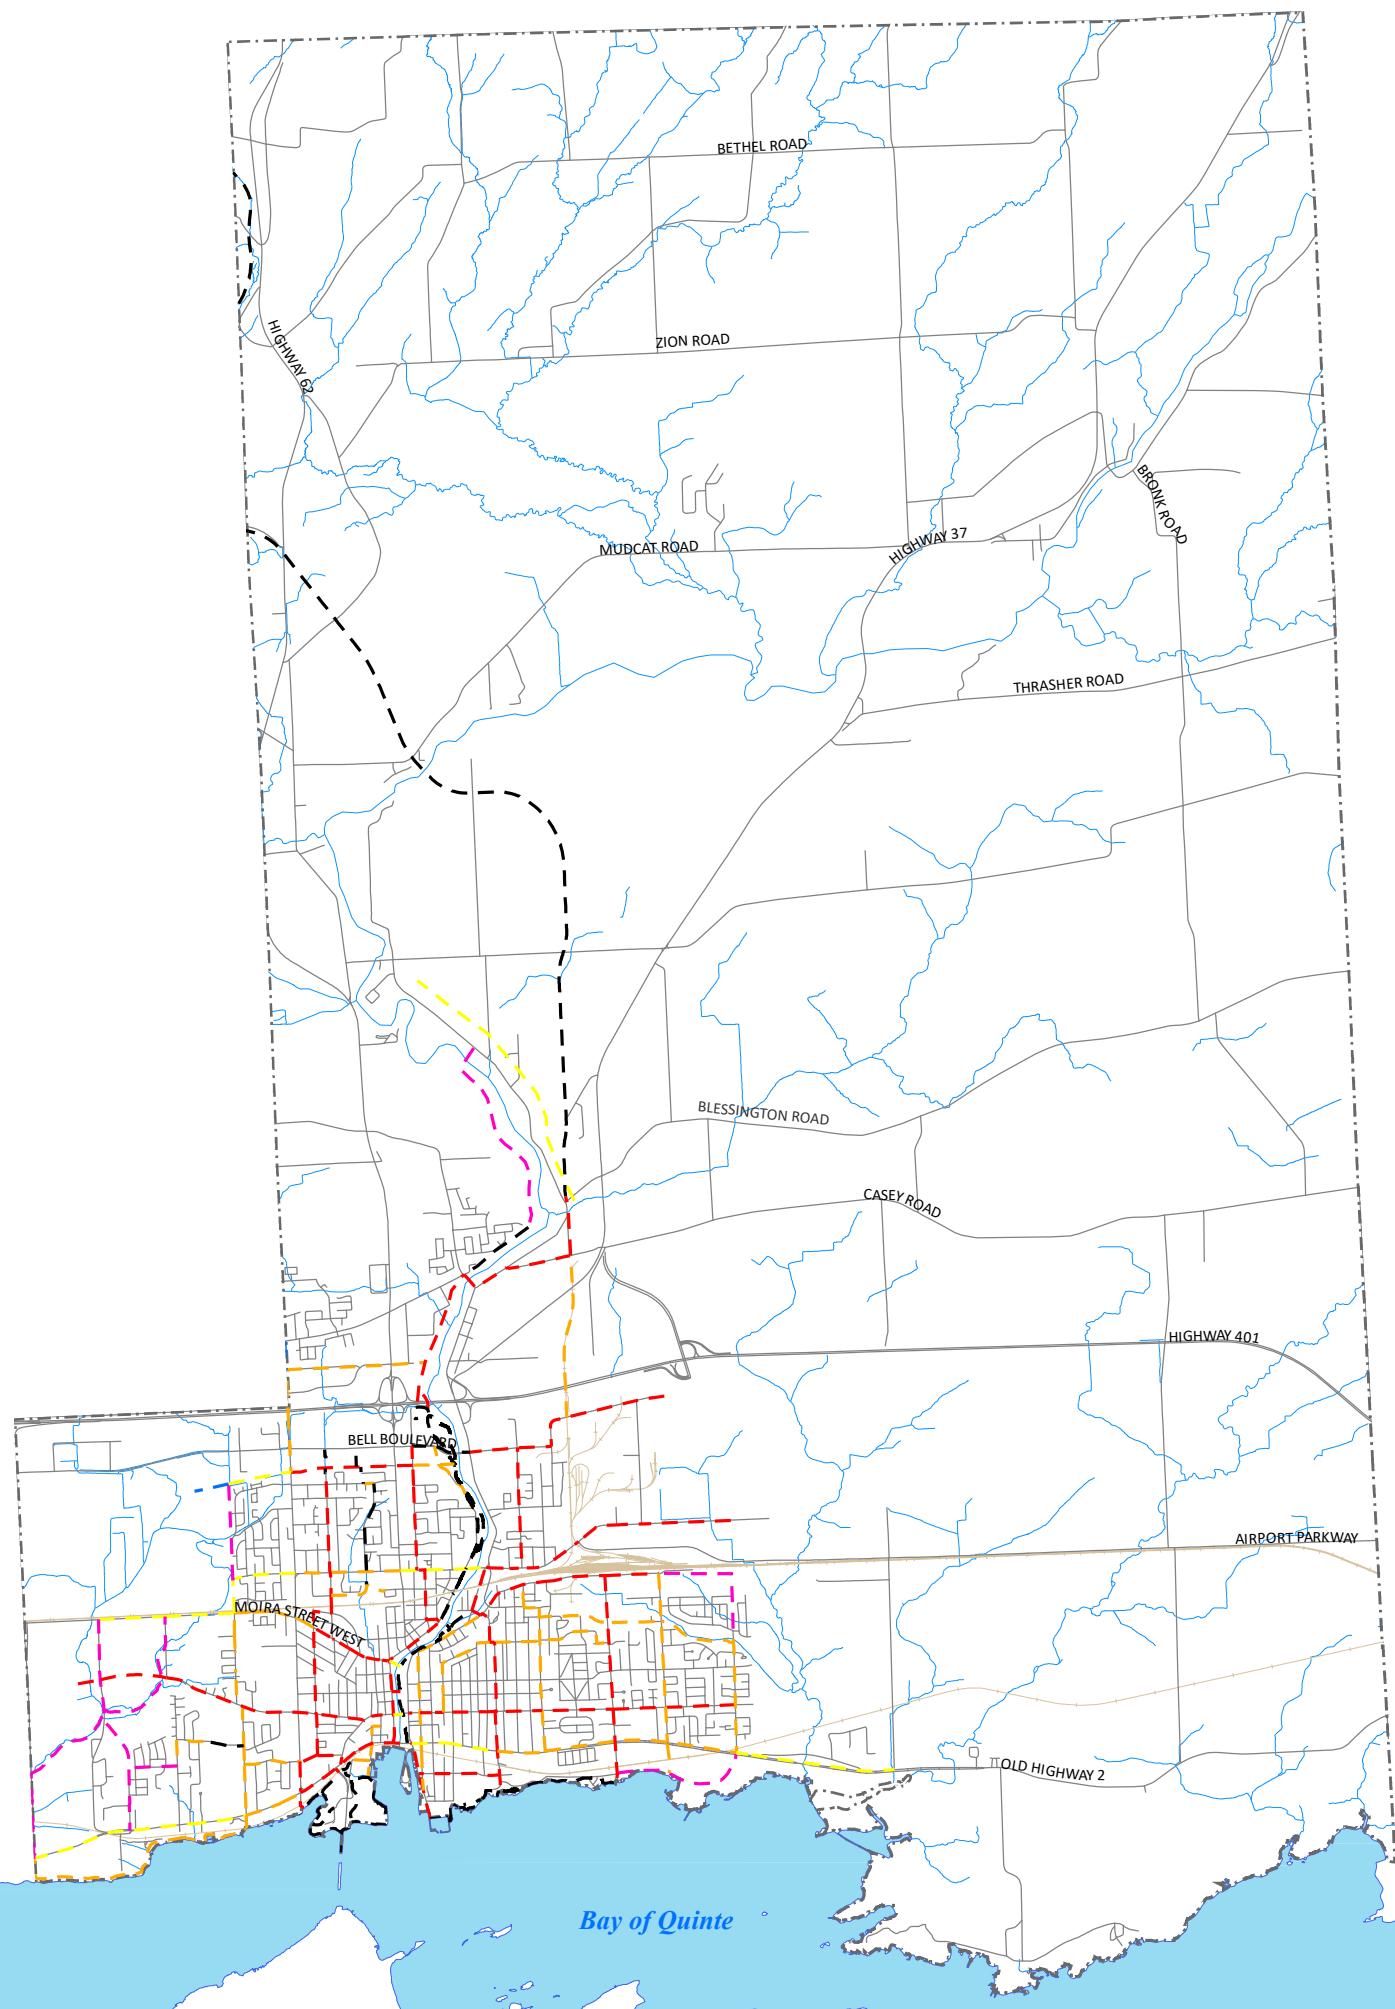 BETHEL ROAD
ZION ROAD
HIGHWAY 62
BRONK ROAD
HIGHWAY 37
MUDCAT ROAD
THRASHER ROAD
BLESSINGTON ROAD
CASEY ROAD
HIGHWAY 401
BELL BOULEVARD
AIRPORT PARKWAY
MOIRA STREET WEST
OLD HIGHWAY 2
Bay of Quinte